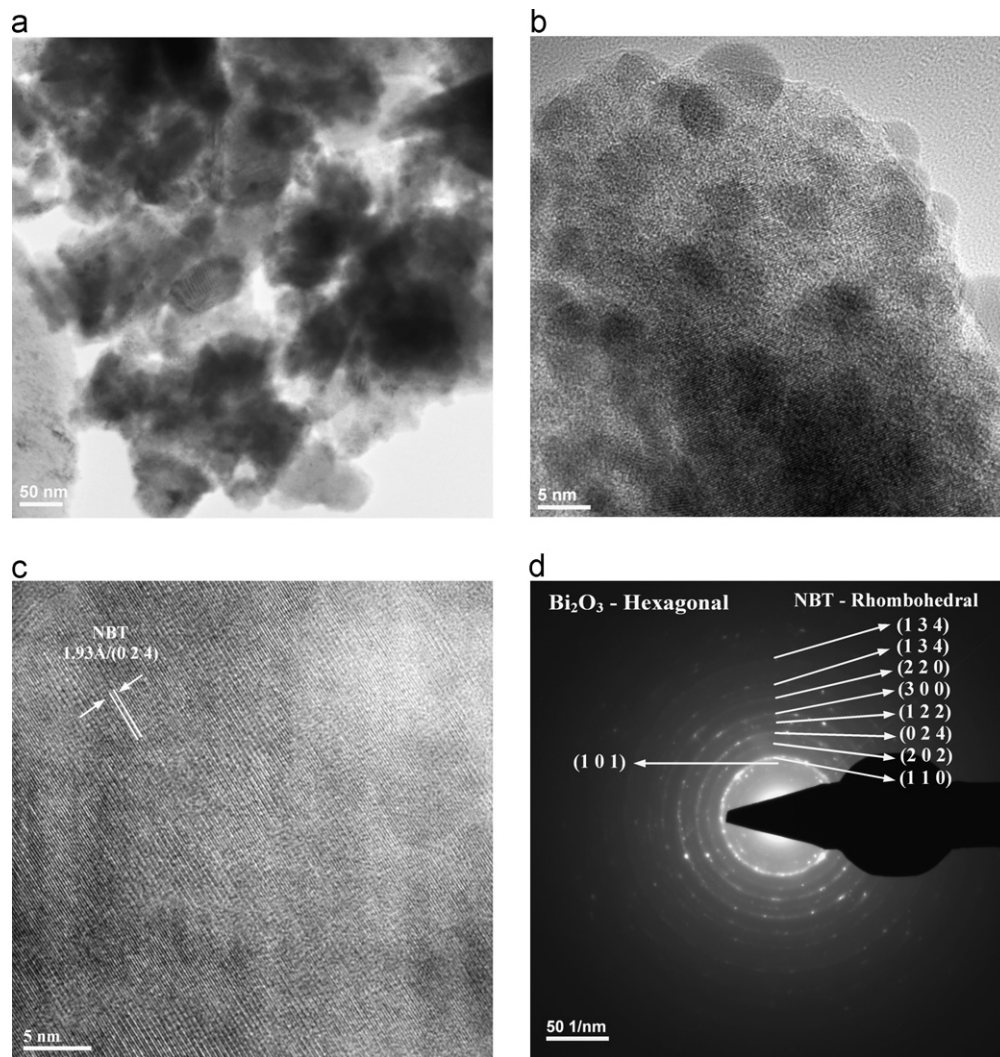 a
b
50 nm
5 nm
c
d
NBT
1.93Å/(0 2 4)
5 nm
Bi₂O₃ - Hexagonal
NBT - Rhombohedral
(1 3 4)
(1 3 4)
(2 2 0)
(3 0 0)
(1 2 2)
(0 2 4)
(1 0 1)
(2 0 2)
(1 1 0)
50 1/nm